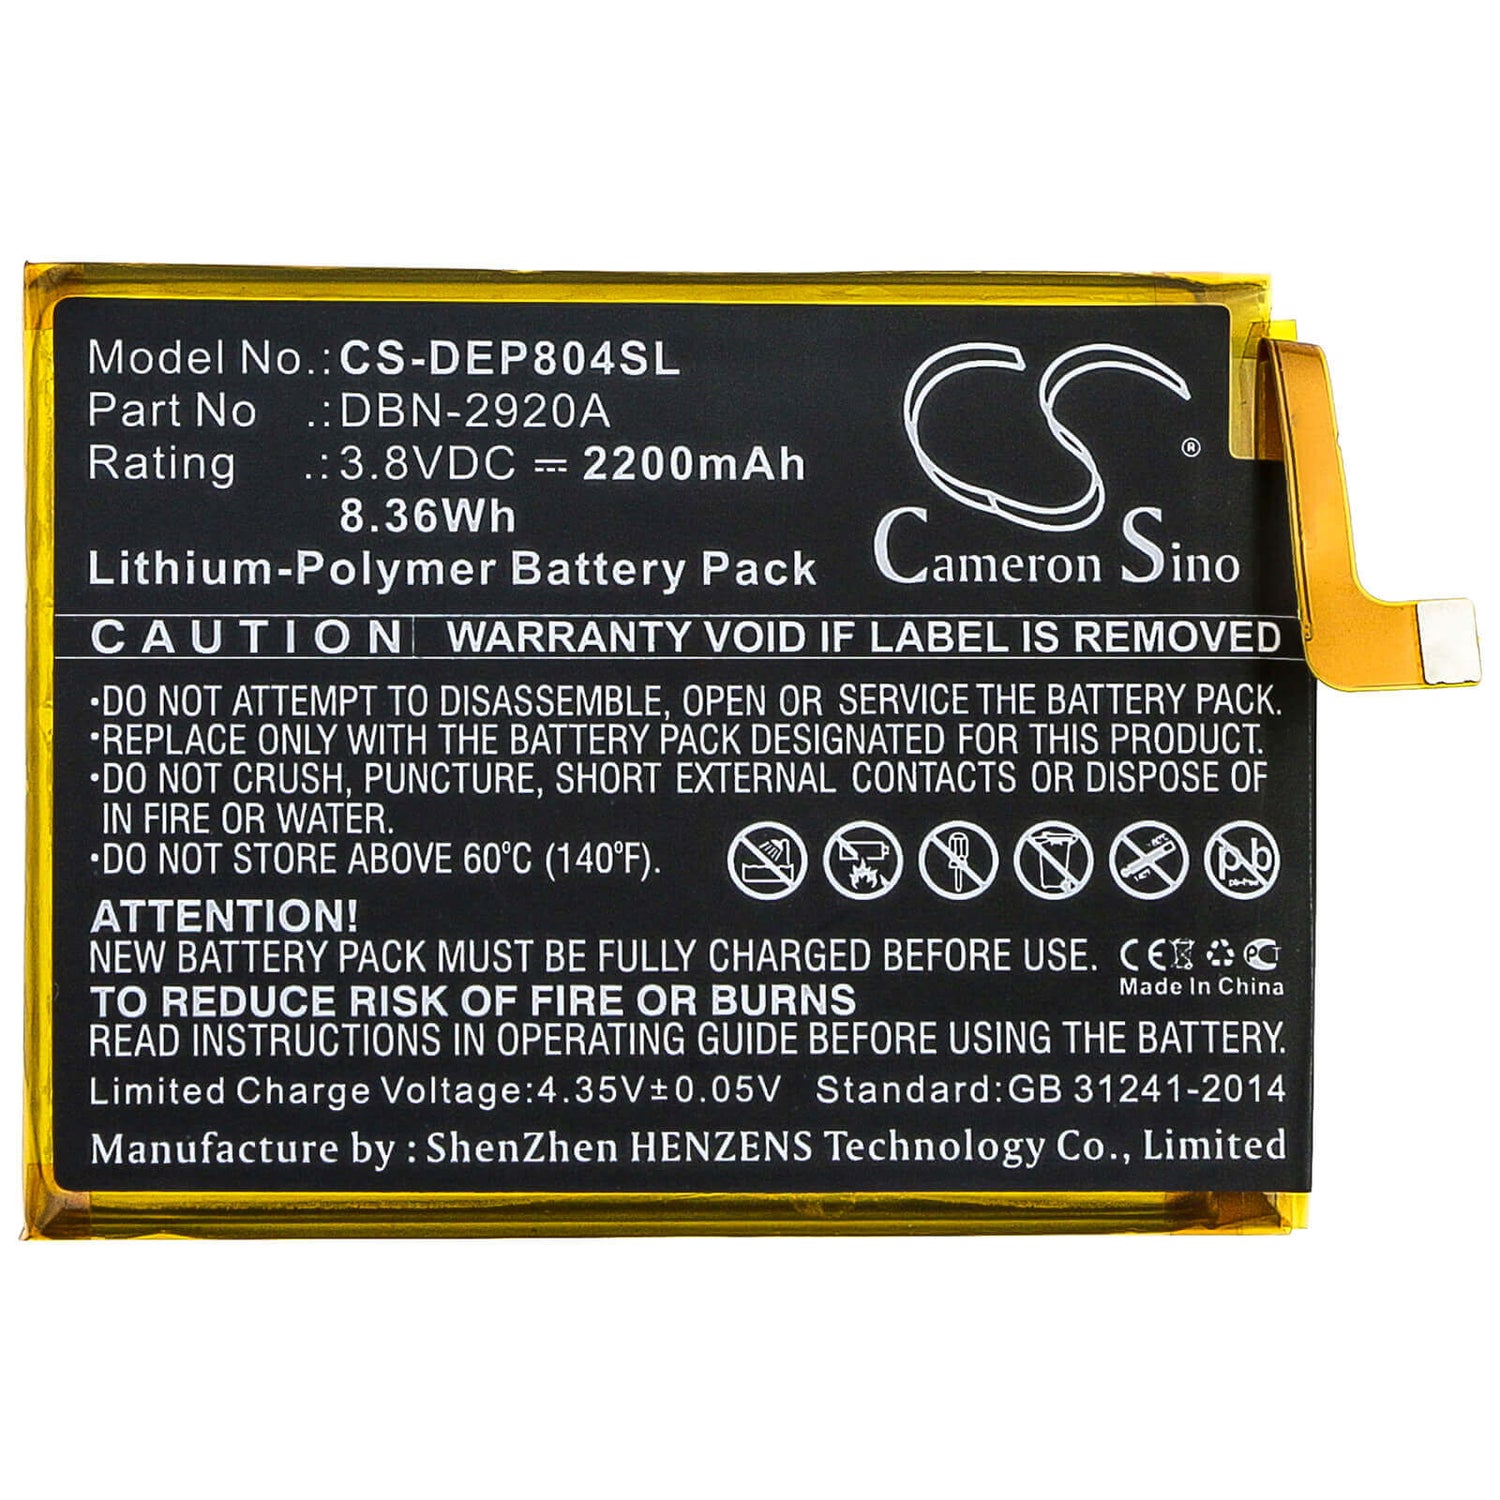 Model No.:CS-DEP804SL
Part No .:DBN-2920A
Rating .:3.8VDC ⎓ 2200mAh
8.36Wh
Lithium-Polymer Battery Pack
CS
®
Cameron Sino
CAUTION WARRANTY VOID IF LABEL IS REMOVED
•DO NOT ATTEMPT TO DISASSEMBLE, OPEN OR SERVICE THE BATTERY PACK.
•REPLACE ONLY WITH THE BATTERY PACK DESIGNATED FOR THIS PRODUCT.
•DO NOT CRUSH, PUNCTURE, SHORT EXTERNAL CONTACTS OR DISPOSE OF
IN FIRE OR WATER.
•DO NOT STORE ABOVE 60ºC (140ºF).
pb
ATTENTION!
NEW BATTERY PACK MUST BE FULLY CHARGED BEFORE USE.
CE
Made In China
TO REDUCE RISK OF FIRE OR BURNS
READ INSTRUCTIONS IN OPERATING GUIDE BEFORE USING THE BATTERY.
Limited Charge Voltage:4.35V±0.05V Standard:GB 31241-2014
Manufacture by : ShenZhen HENZENS Technology Co., Limited